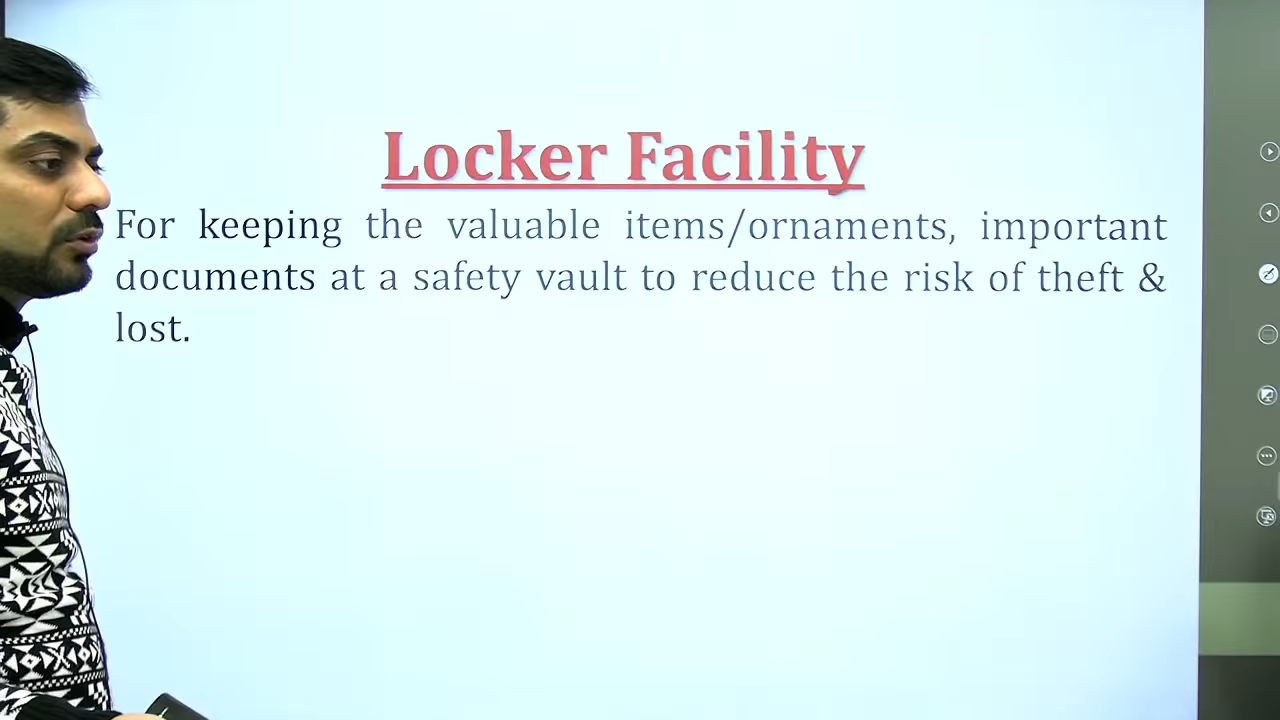 Locker Facility
For keeping the valuable items/ornaments, important
documents at a safety vault to reduce the risk of theft &
lost.